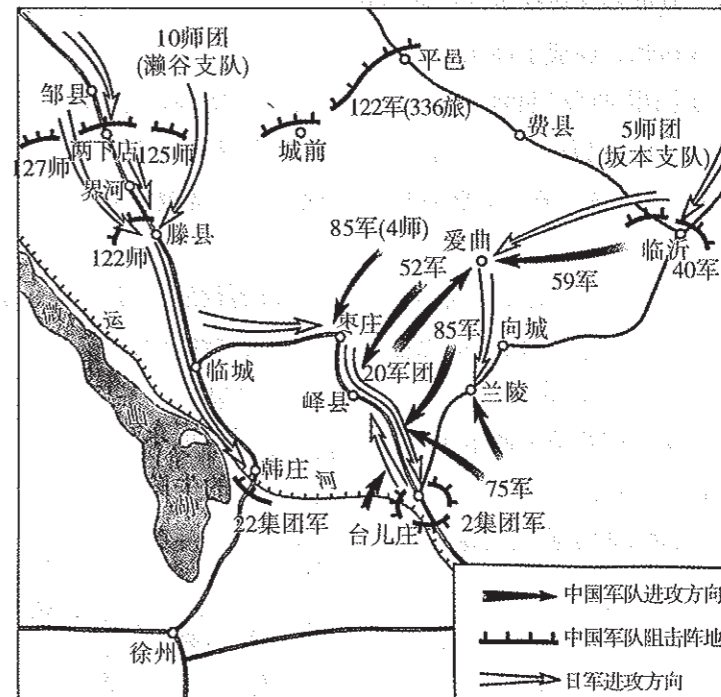 10师团
(濑谷支队)
平邑
邹县
122军(336旅)
费县
5师团
(坂本支队)
两下店
125师
城前
127师
界河
滕县
122师
85军(4师)
爱曲
临沂
40军
59军
52军
微
山
湖
运
枣庄
85军
向城
临城
20军团
峄县
兰陵
韩庄
河
75军
22集团军
台儿庄
2集团军
徐州
中国军队进攻方向
中国军队阻击阵地
日军进攻方向